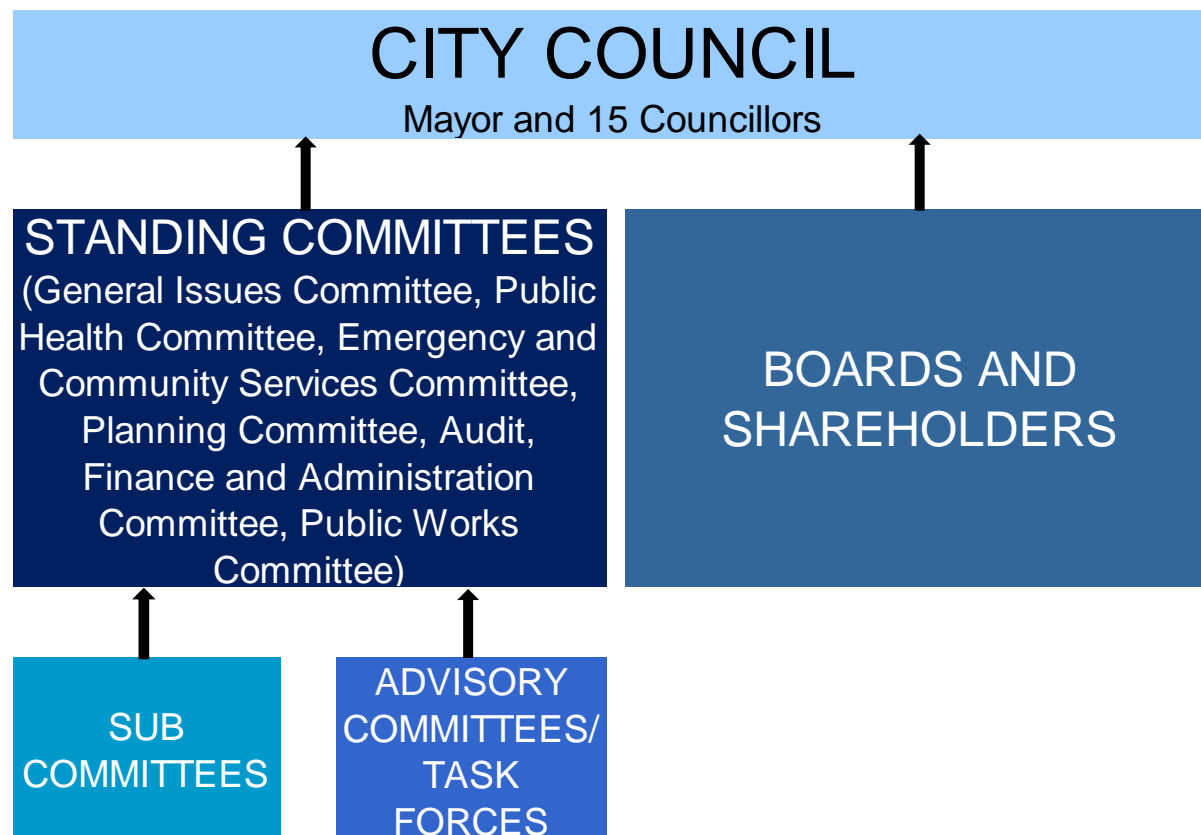 CITY COUNCIL
Mayor and 15 Councillors
STANDING COMMITTEES
(General Issues Committee, Public
Health Committee, Emergency and
Community Services Committee,
Planning Committee, Audit,
Finance and Administration
Committee, Public Works
Committee)
BOARDS AND
SHAREHOLDERS
SUB
COMMITTEES
ADVISORY
COMMITTEES/
TASK
FORCES